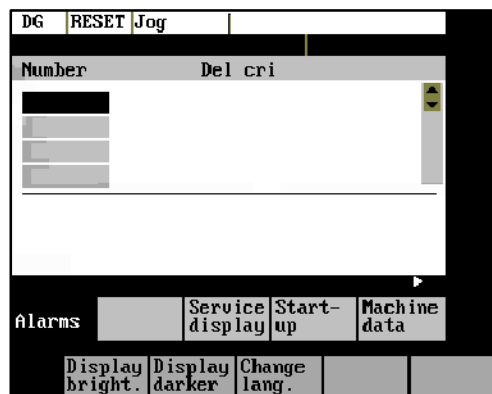 DG RESET Jog
Number Del cri
Alarms Service display Start-up Machine data
Display bright. Display darker Change lang.